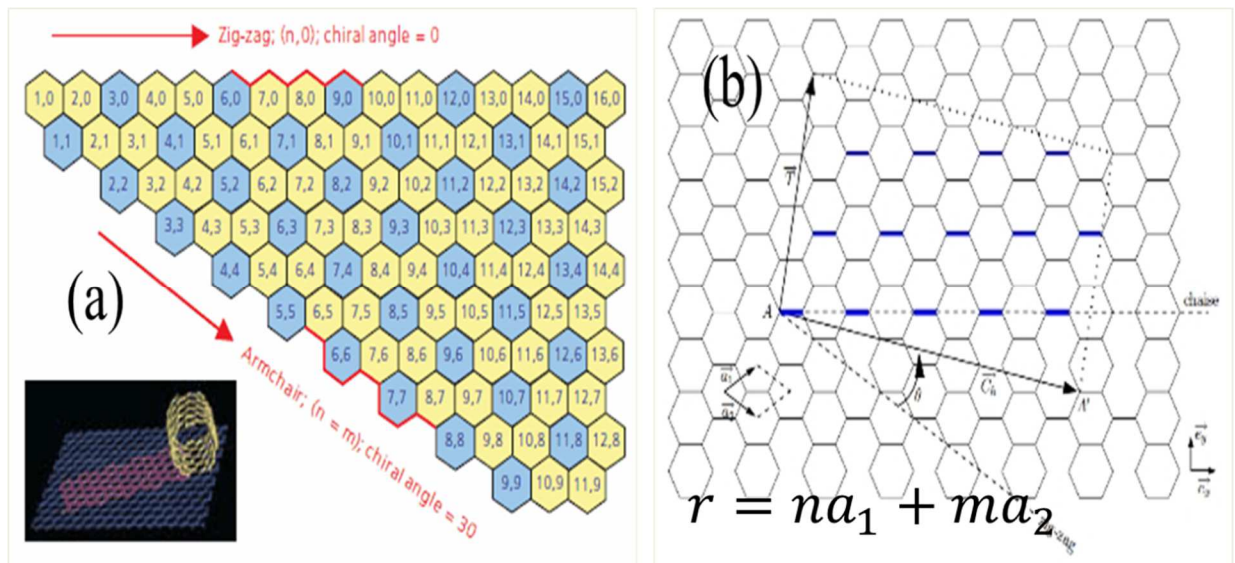 Zig-zag; (n,0); chiral angle = 0
1,0 2,0 3,0 4,0 5,0 6,0 7,0 8,0 9,0 10,0 11,0 12,0 13,0 14,0 15,0 16,0
1,1 2,1 3,1 4,1 5,1 6,1 7,1 8,1 9,1 10,1 11,1 12,1 13,1 14,1 15,1
2,2 3,2 4,2 5,2 6,2 7,2 8,2 9,2 10,2 11,2 12,2 13,2 14,2 15,2
3,3 4,3 5,3 6,3 7,3 8,3 9,3 10,3 11,3 12,3 13,3 14,3
4,4 5,4 6,4 7,4 8,4 9,4 10,4 11,4 12,4 13,4 14,4
(a)
5,5 6,5 7,5 8,5 9,5 10,5 11,5 12,5 13,5
6,6 7,6 8,6 9,6 10,6 11,6 12,6 13,6
7,7 8,7 9,7 10,7 11,7 12,7
8,8 9,8 10,8 11,8 12,8
9,9 10,9 11,9
Armchair; (n = m); chiral angle = 30
(b)
T
A
chaise
a1
a2
θ
Ch
A'
ey
ex
r = na1 + ma2
zig-zag